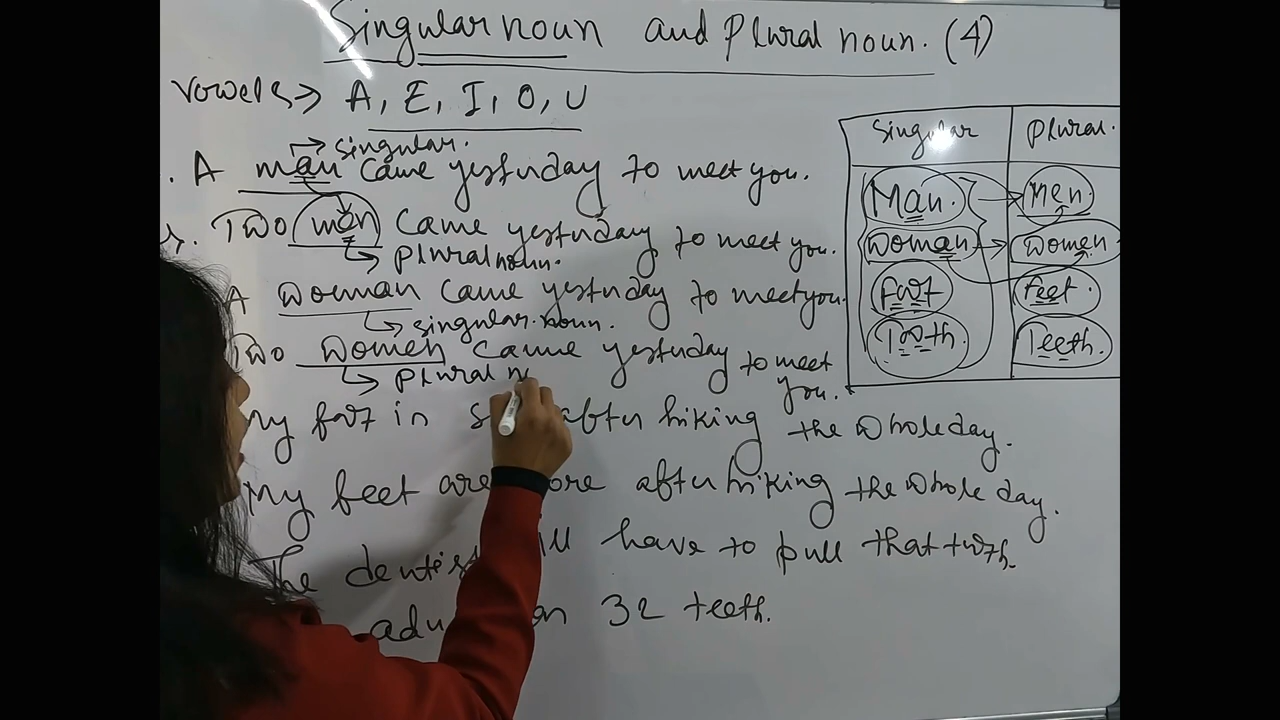 Singular noun and Plural noun. (4)
Vowels → A, E, I, O, U
→ singular.
. A man came yesterday to meet you.
Two men came yesterday to meet you.
→ plural noun.
A woman came yesterday to meet you.
→ singular noun.
Two women came yesterday to meet you.
→ plural n
My foot in after hiking the whole day.
My feet are after hiking the whole day.
The dentist have to pull that tooth.
32 teeth.
Singular Plural.
Man. Men.
woman women
Foot Feet.
Tooth. Teeth.